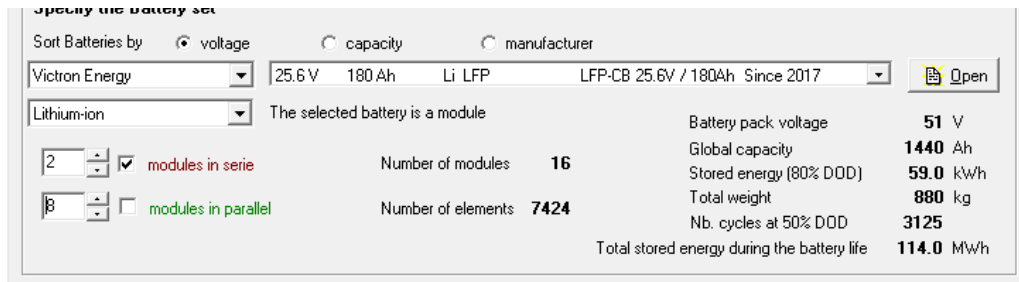 Specify the battery set
Sort Batteries by voltage capacity manufacturer
Victron Energy 25.6 V 180 Ah Li LFP LFP-CB 25.6V / 180Ah Since 2017 Open
Lithium-ion The selected battery is a module
Battery pack voltage 51 V
2 modules in serie Number of modules 16 Global capacity 1440 Ah
Stored energy (80% DOD) 59.0 kWh
8 modules in parallel Number of elements 7424 Total weight 880 kg
Nb. cycles at 50% DOD 3125
Total stored energy during the battery life 114.0 MWh